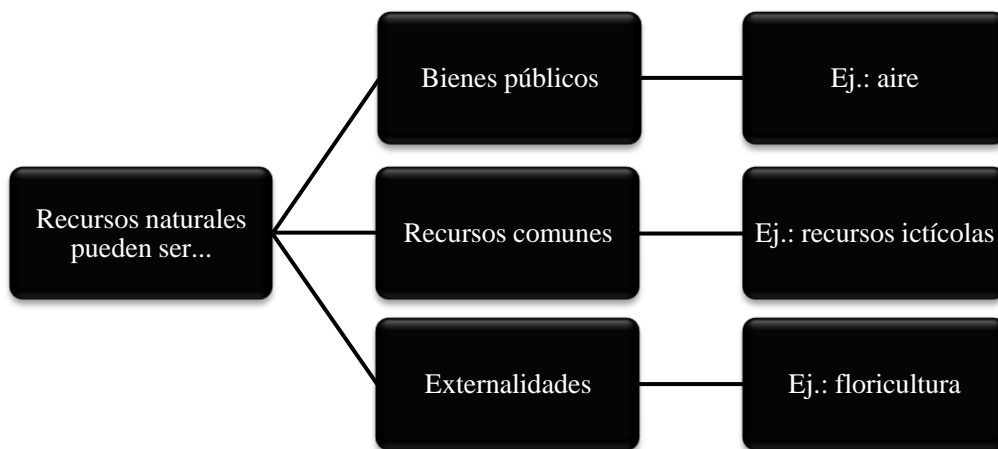 Recursos naturales
pueden ser...
Bienes públicos
Ej.: aire
Recursos comunes
Ej.: recursos ictícolas
Externalidades
Ej.: floricultura